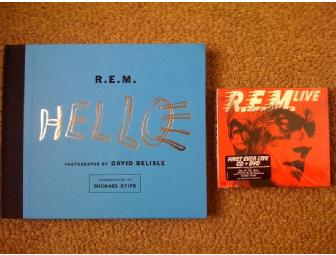 R.E.M.
HELLO
PHOTOGRAPHS BY DAVID BELISLE
INTRODUCTION BY
MICHAEL STIPE
R.E.M. LIVE
FIRST EVER LIVE
CD + DVD